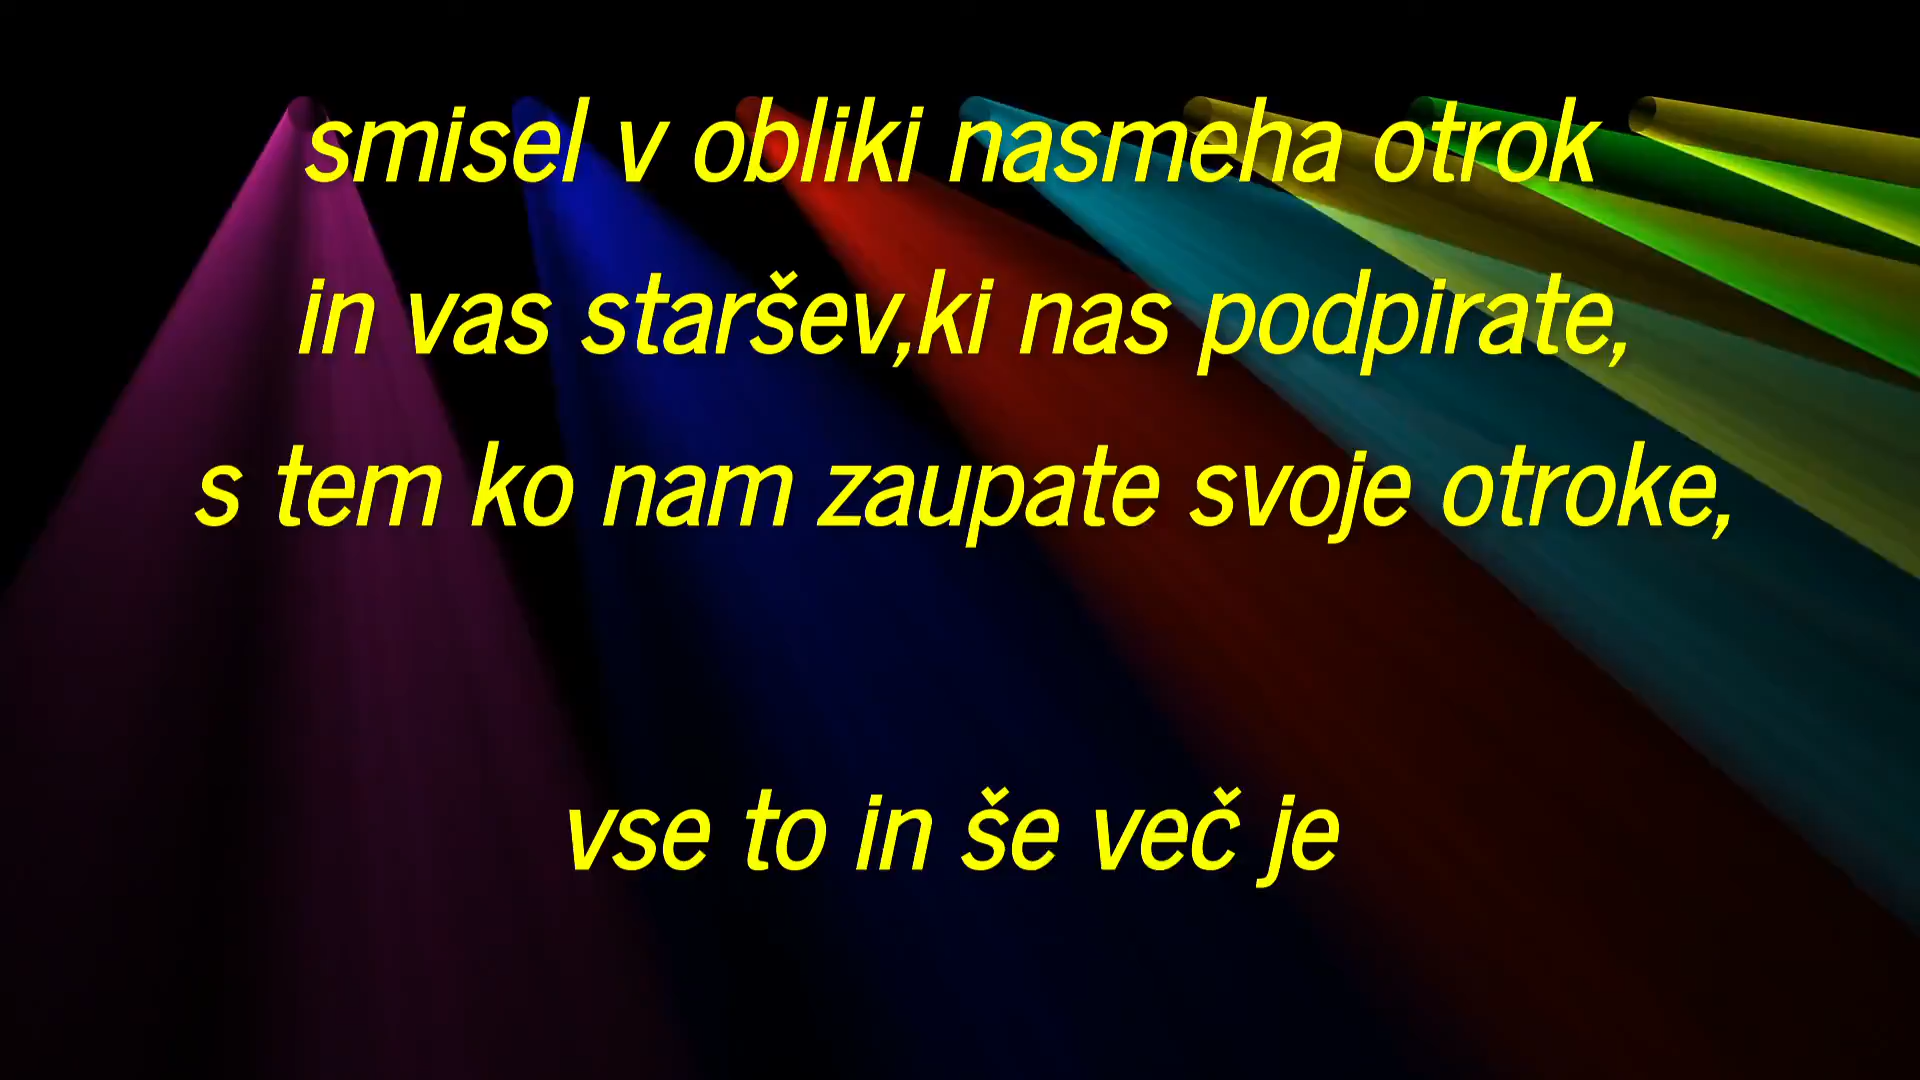 smisel v obliki nasmeha otrok
in vas staršev,ki nas podpirate,
s tem ko nam zaupate svoje otroke,
vse to in še več je